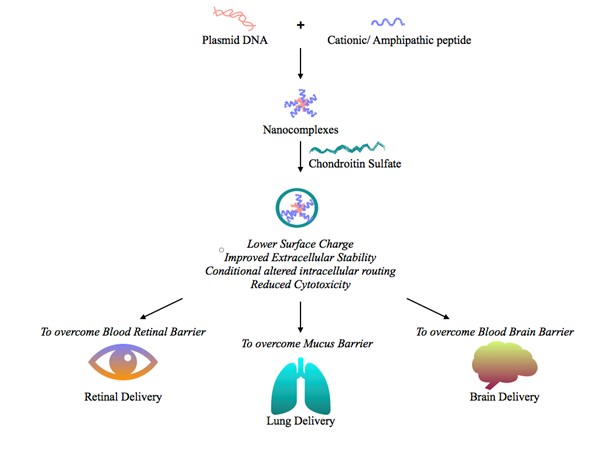 +
Plasmid DNA
Cationic/ Amphipathic peptide
Nanocomplexes
Chondroitin Sulfate
Lower Surface Charge
Improved Extracellular Stability
Conditional altered intracellular routing
Reduced Cytotoxicity
To overcome Blood Retinal Barrier
Retinal Delivery
To overcome Mucus Barrier
Lung Delivery
To overcome Blood Brain Barrier
Brain Delivery